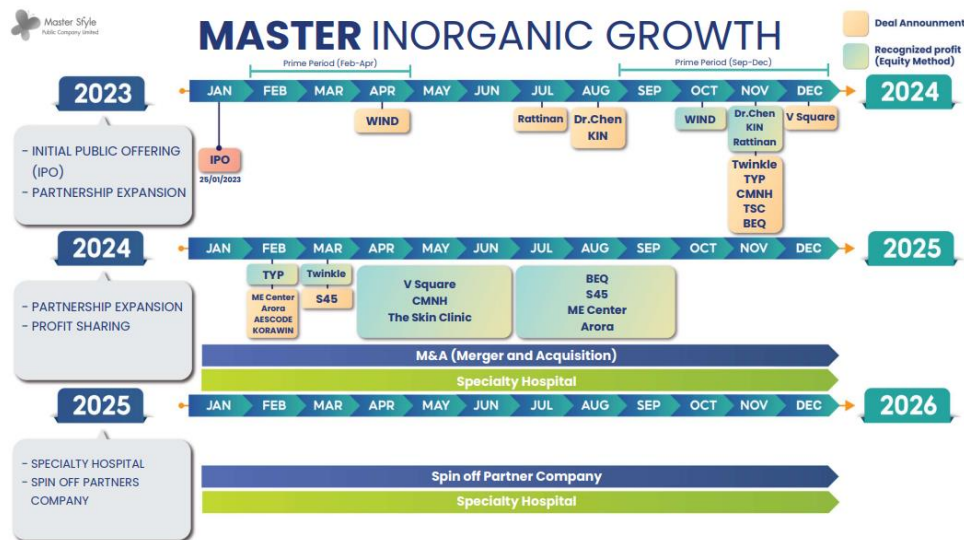 Master Style
Public Company Limited
MASTER INORGANIC GROWTH
Deal Announment
Recognized profit
(Equity Method)
Prime Period (Feb-Apr)
Prime Period (Sep-Dec)
2023
JAN FEB MAR APR MAY JUN JUL AUG SEP OCT NOV DEC
2024
- INITIAL PUBLIC OFFERING
(IPO)
- PARTNERSHIP EXPANSION
IPO
25/01/2023
WIND
Rattinan
Dr.Chen
KIN
WIND
Dr.Chen
KIN
Rattinan
V Square
Twinkle
TYP
CMNH
TSC
BEQ
2024
JAN FEB MAR APR MAY JUN JUL AUG SEP OCT NOV DEC
2025
- PARTNERSHIP EXPANSION
- PROFIT SHARING
TYP
ME Center
Arora
AESCODE
KORAWIN
Twinkle
S45
V Square
CMNH
The Skin Clinic
BEQ
S45
ME Center
Arora
M&A (Merger and Acquisition)
Specialty Hospital
2025
JAN FEB MAR APR MAY JUN JUL AUG SEP OCT NOV DEC
2026
- SPECIALTY HOSPITAL
- SPIN OFF PARTNERS
COMPANY
Spin off Partner Company
Specialty Hospital